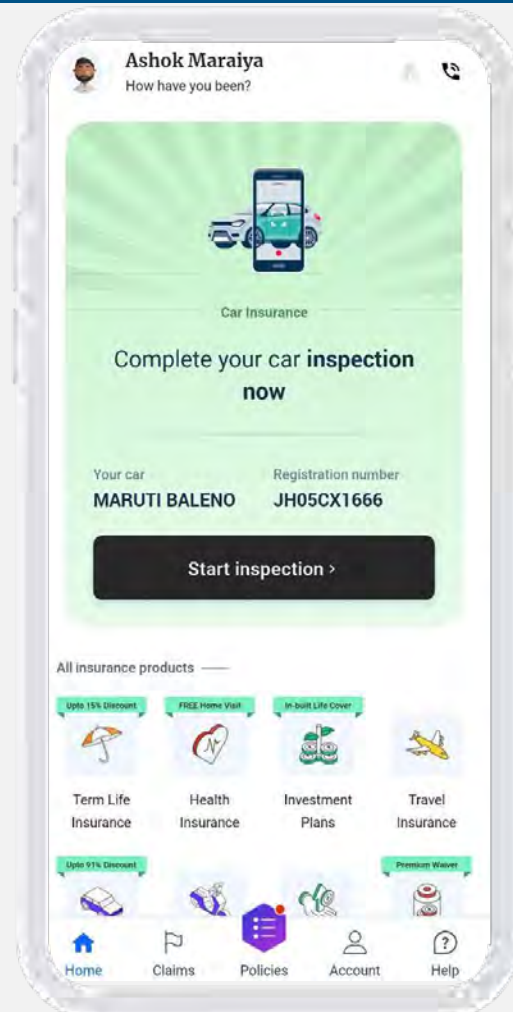 Ashok Maraiya
How have you been?
Car Insurance
Complete your car inspection
now
Your car
Registration number
MARUTI BALENO
JH05CX1666
Start inspection ›
All insurance products
Upto 15% Discount
FREE Home Visit
In-built Life Cover
Term Life
Insurance
Health
Insurance
Investment
Plans
Travel
Insurance
Upto 91% Discount
Premium Waiver
Home
Claims
Policies
Account
Help